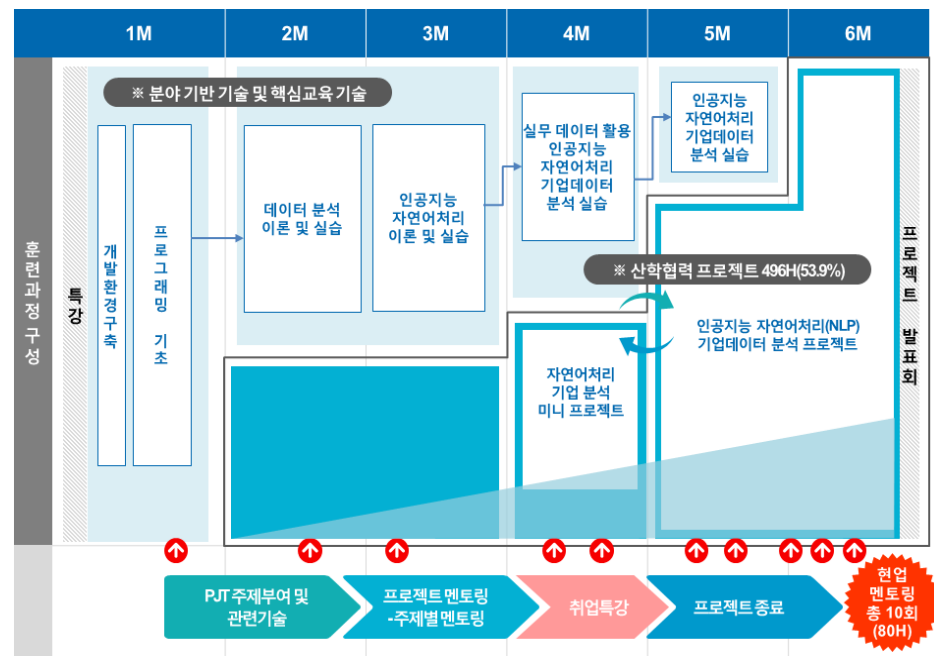 1M
2M
3M
4M
5M
6M
훈련과정 구성
특강
※ 분야 기반 기술 및 핵심교육 기술
개발환경구축
프로그래밍 기초
데이터 분석
이론 및 실습
인공지능
자연어처리
이론 및 실습
실무 데이터 활용
인공지능
자연어처리
기업데이터
분석 실습
인공지능
자연어처리
기업데이터
분석 실습
※ 산학협력 프로젝트 496H(53.9%)
자연어처리
기업 분석
미니 프로젝트
인공지능 자연어처리(NLP)
기업데이터 분석 프로젝트
프로젝트 발표회
PJT 주제부여 및
관련기술
프로젝트 멘토링
-주제별 멘토링
취업특강
프로젝트 종료
현업
멘토링
총 10회
(80H)